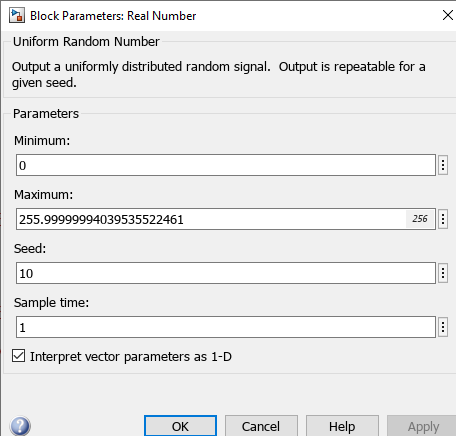 Block Parameters: Real Number
Uniform Random Number
Output a uniformly distributed random signal.  Output is repeatable for a
given seed.
Parameters
Minimum:
0
Maximum:
255.99999994039535522461 256
Seed:
10
Sample time:
1
Interpret vector parameters as 1-D
? OK Cancel Help Apply